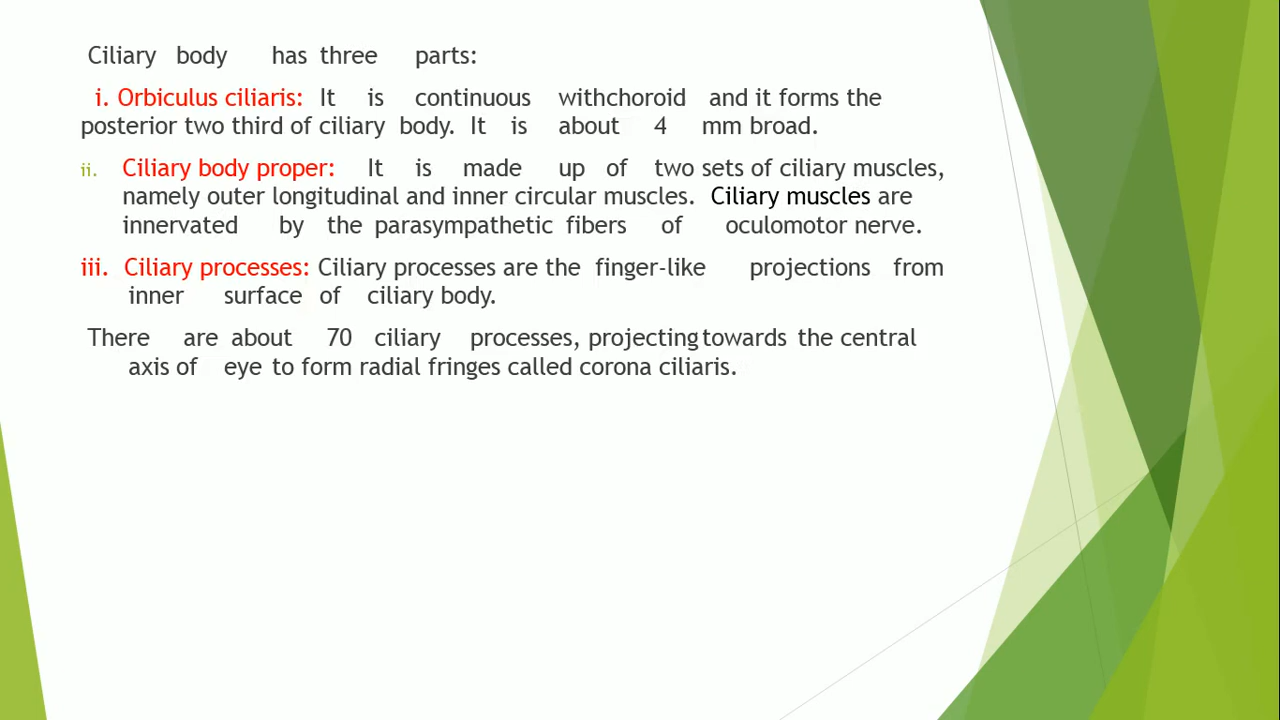 Ciliary body has three parts:
i. Orbiculus ciliaris: It is continuous withchoroid and it forms the
posterior two third of ciliary body. It is about 4 mm broad.
ii. Ciliary body proper: It is made up of two sets of ciliary muscles,
namely outer longitudinal and inner circular muscles. Ciliary muscles are
innervated by the parasympathetic fibers of oculomotor nerve.
iii. Ciliary processes: Ciliary processes are the finger-like projections from
inner surface of ciliary body.
There are about 70 ciliary processes, projecting towards the central
axis of eye to form radial fringes called corona ciliaris.